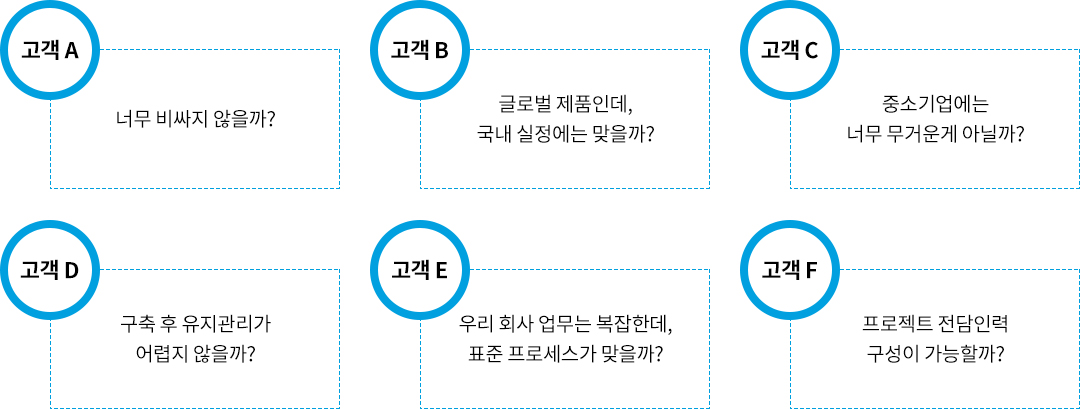 고객 A
너무 비싸지 않을까?
고객 B
글로벌 제품인데,
국내 실정에는 맞을까?
고객 C
중소기업에는
너무 무거운게 아닐까?
고객 D
구축 후 유지관리가
어렵지 않을까?
고객 E
우리 회사 업무는 복잡한데,
표준 프로세스가 맞을까?
고객 F
프로젝트 전담인력
구성이 가능할까?